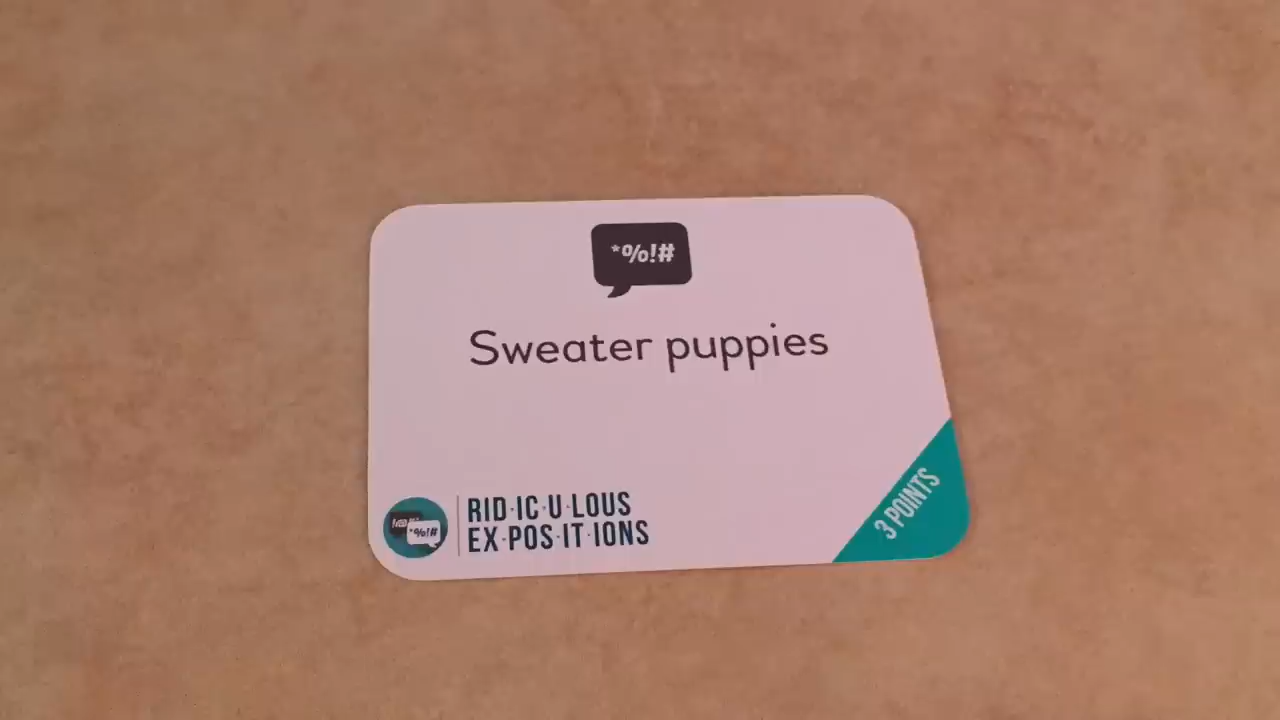 *%!#
Sweater puppies
RID·IC·U·LOUS
EX·POS·IT·IONS
*%!#
3 POINTS